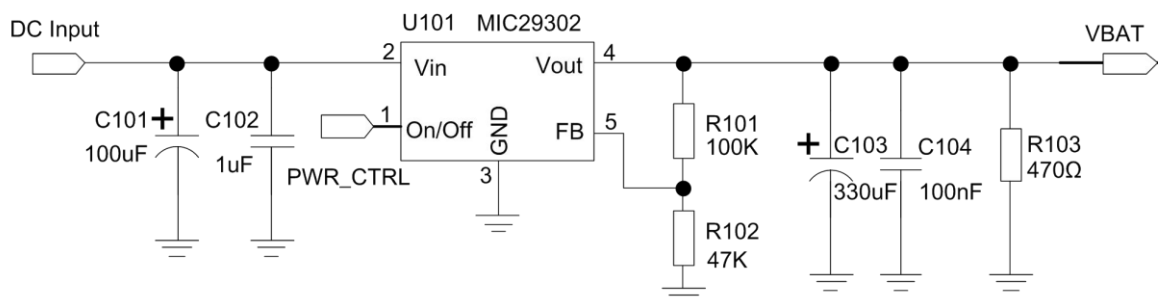 DC Input
U101 MIC29302
VBAT
2
4
Vin
Vout
C101
+
100uF
C102
1uF
1
On/Off
GND
FB
5
PWR_CTRL
3
R101
100K
R102
47K
+
C103
330uF
C104
100nF
R103
470Ω